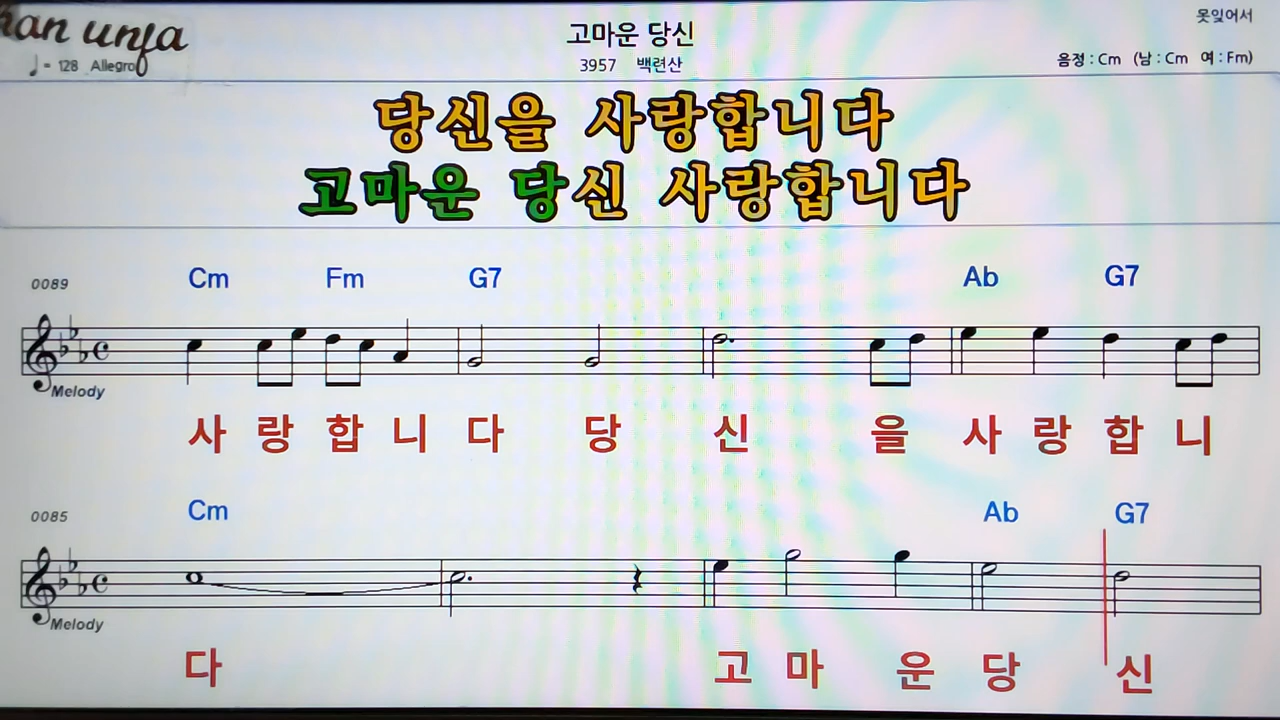 han unfa
고마운 당신
못잊어서
♩= 128 Allegro
3957 백련산
음정 : Cm (남 : Cm 여 : Fm)
당신을 사랑합니다
고마운 당신 사랑합니다
0089 Cm Fm G7 Ab G7
Melody
사 랑 합 니 다 당 신 을 사 랑 합 니
0085 Cm Ab G7
Melody
다 고 마 운 당 신